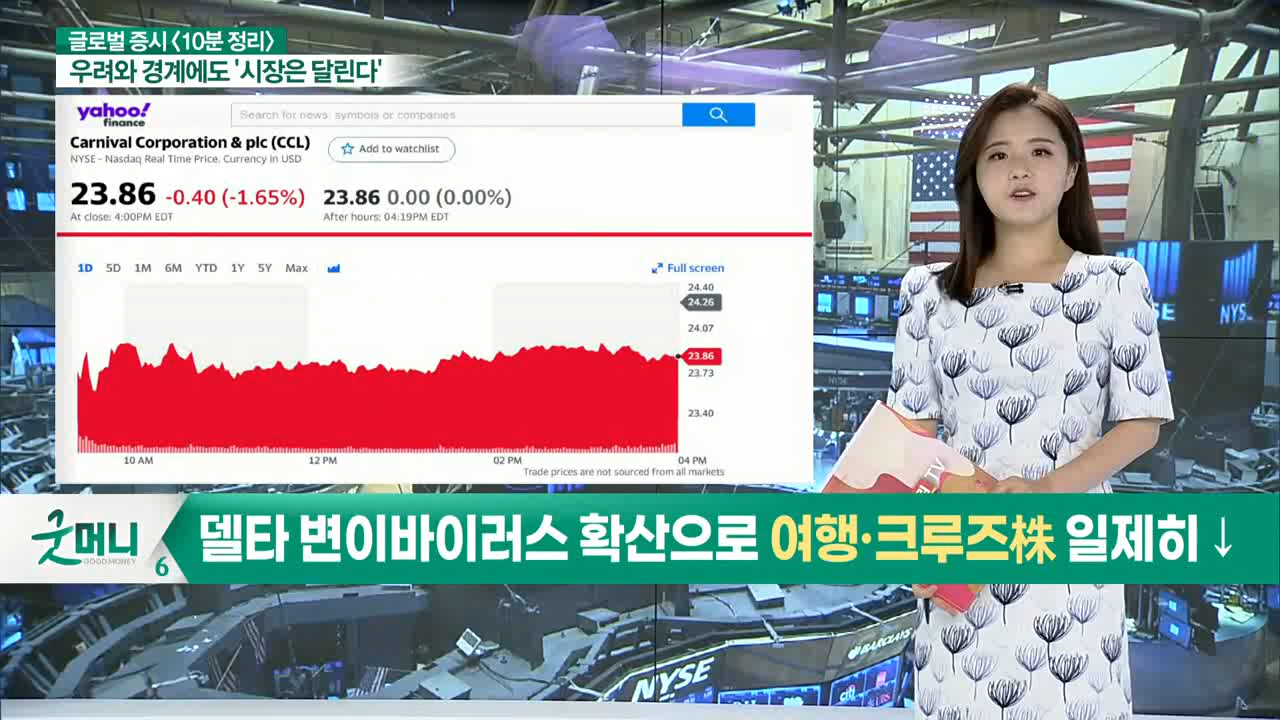 글로벌 증시 <10분 정리>
우려와 경계에도 '시장은 달린다'
yahoo!
finance
Search for news, symbols or companies
Carnival Corporation & plc (CCL)
Add to watchlist
NYSE - Nasdaq Real Time Price. Currency in USD
23.86 -0.40 (-1.65%)
23.86 0.00 (0.00%)
At close: 4:00PM EDT
After hours: 04:19PM EDT
1D 5D 1M 6M YTD 1Y 5Y Max
Full screen
24.40
24.26
24.07
23.86
23.73
23.40
10 AM 12 PM 02 PM 04 PM
Trade prices are not sourced from all markets
NYSE
굿머니
GOOD MONEY
6
델타 변이바이러스 확산으로 여행·크루즈株 일제히 ↓
NYSE
BARCLAYS
citi
UBS